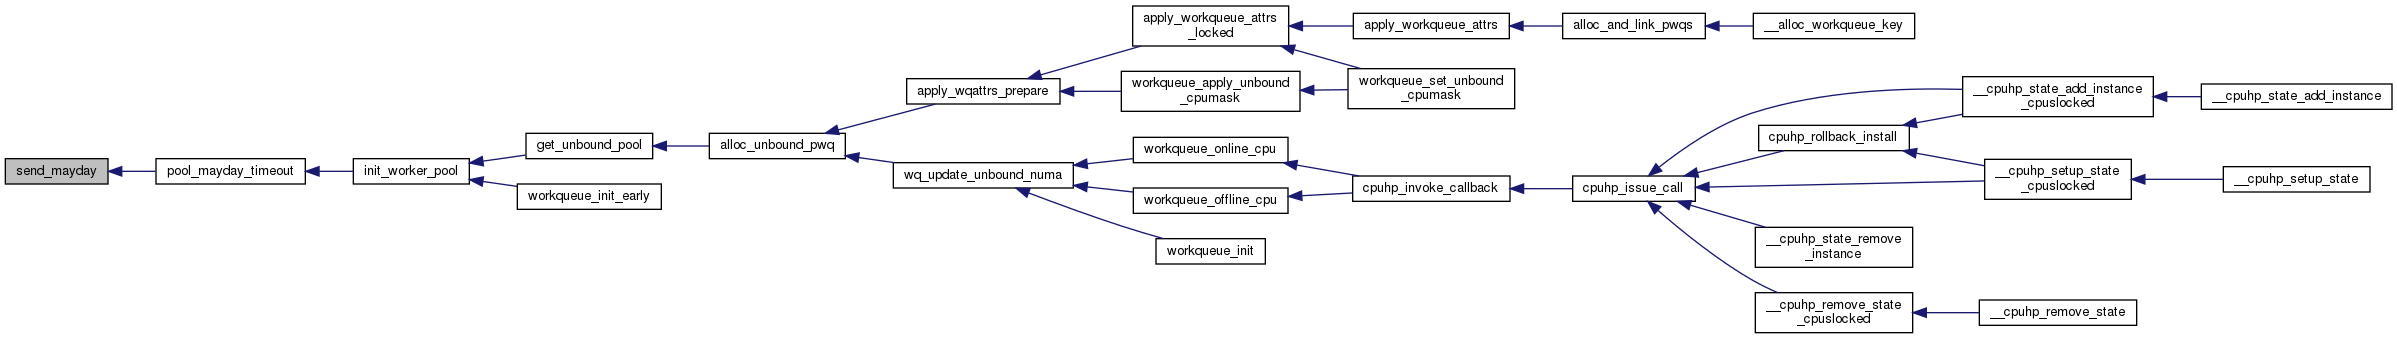 send_mayday
pool_mayday_timeout
init_worker_pool
get_unbound_pool
workqueue_init_early
alloc_unbound_pwq
apply_wqattrs_prepare
wq_update_unbound_numa
apply_workqueue_attrs
_locked
workqueue_apply_unbound
_cpumask
workqueue_online_cpu
workqueue_offline_cpu
workqueue_init
apply_workqueue_attrs
workqueue_set_unbound
_cpumask
cpuhp_invoke_callback
alloc_and_link_pwqs
__alloc_workqueue_key
cpuhp_issue_call
cpuhp_rollback_install
__cpuhp_state_add_instance
_cpuslocked
__cpuhp_setup_state
_cpuslocked
__cpuhp_state_remove
_instance
__cpuhp_remove_state
_cpuslocked
__cpuhp_state_add_instance
__cpuhp_setup_state
__cpuhp_remove_state